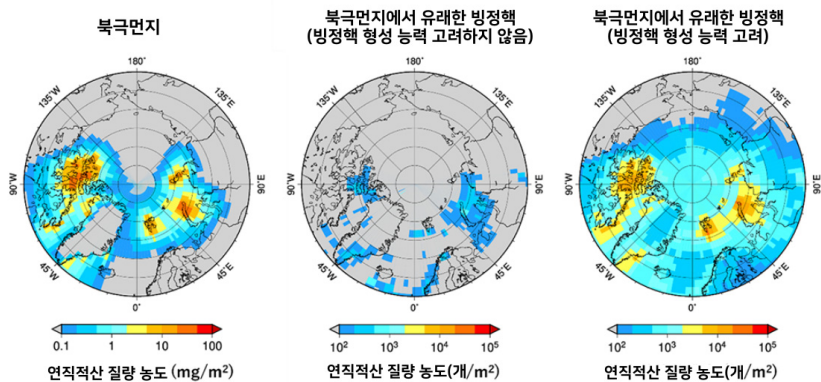 북극먼지
북극먼지에서 유래한 빙정핵
(빙정핵 형성 능력 고려하지 않음)
북극먼지에서 유래한 빙정핵
(빙정핵 형성 능력 고려)
180°
135°W
135°E
90°W
90°E
45°W
45°E
0°
180°
135°W
135°E
90°W
90°E
45°W
45°E
0°
180°
135°W
135°E
90°W
90°E
45°W
45°E
0°
0.1 1 10 100
연직적산 질량 농도 (mg/m²)
10² 10³ 10⁴ 10⁵
연직적산 질량 농도(개/m²)
10² 10³ 10⁴ 10⁵
연직적산 질량 농도(개/m²)